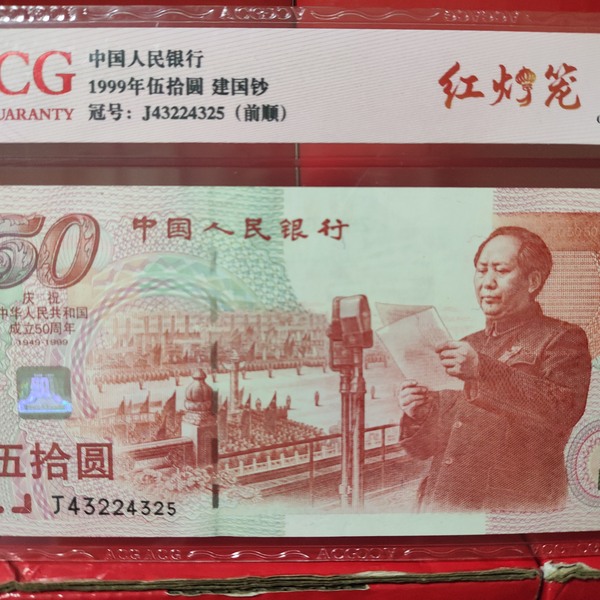 CG
UARANTY
中国人民银行
1999年伍拾圆 建国钞
冠号：J43224325（前顺）
红灯笼
50
中国人民银行
庆祝
中华人民共和国
成立50周年
1949-1999
伍拾圆
J43224325
ACG ACG